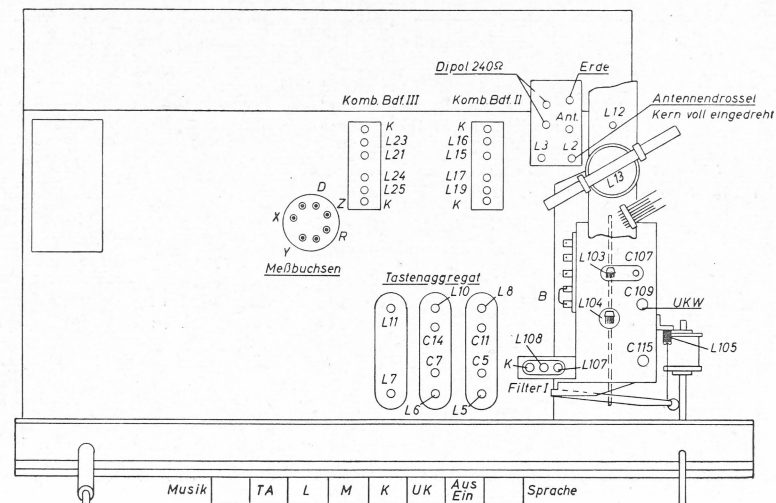 Dipol 240Ω
Erde
Komb. Bdf. III
Komb. Bdf. II
Ant.
L12
Antennendrossel
Kern voll eingedreht
K
L23
L21
L24
L25
K
K
L16
L15
L17
L19
K
L3
L2
L13
D
Z
X
R
Y
Meßbuchsen
Tastenaggregat
L10
L8
L11
C14
C11
C7
C5
L7
L6
L5
B
L103
C107
C109
UKW
L104
L108
K
L107
C115
L105
Filter I
Musik TA L M K UK Aus Ein Sprache